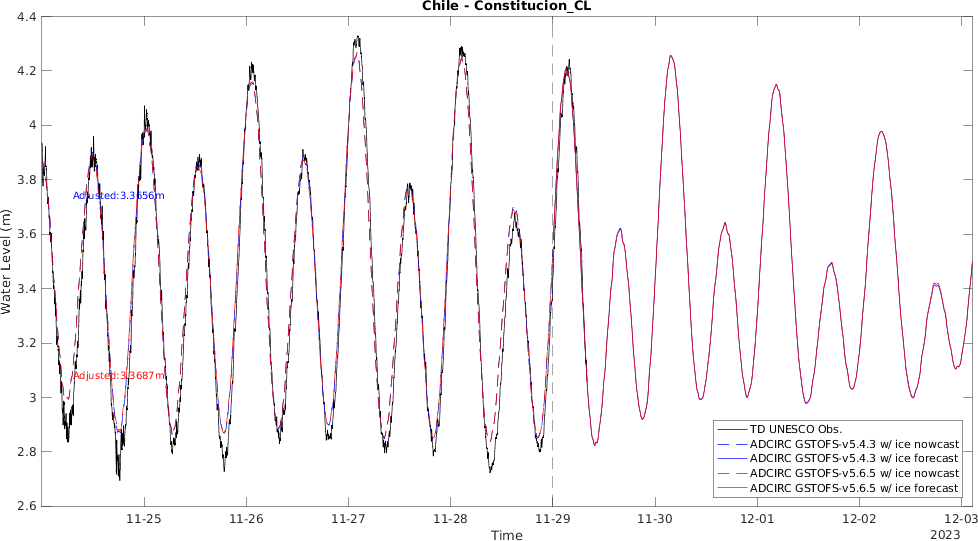 Chile - Constitucion_CL
4.4
4.2
4
3.8
3.6
3.4
3.2
3
2.8
2.6
Water Level (m)
Adjusted:3.3656m
Adjusted:3.3687m
TD UNESCO Obs.
ADCIRC GSTOFS-v5.4.3 w/ ice nowcast
ADCIRC GSTOFS-v5.4.3 w/ ice forecast
ADCIRC GSTOFS-v5.6.5 w/ ice nowcast
ADCIRC GSTOFS-v5.6.5 w/ ice forecast
11-25
11-26
11-27
11-28
11-29
11-30
12-01
12-02
12-03
2023
Time